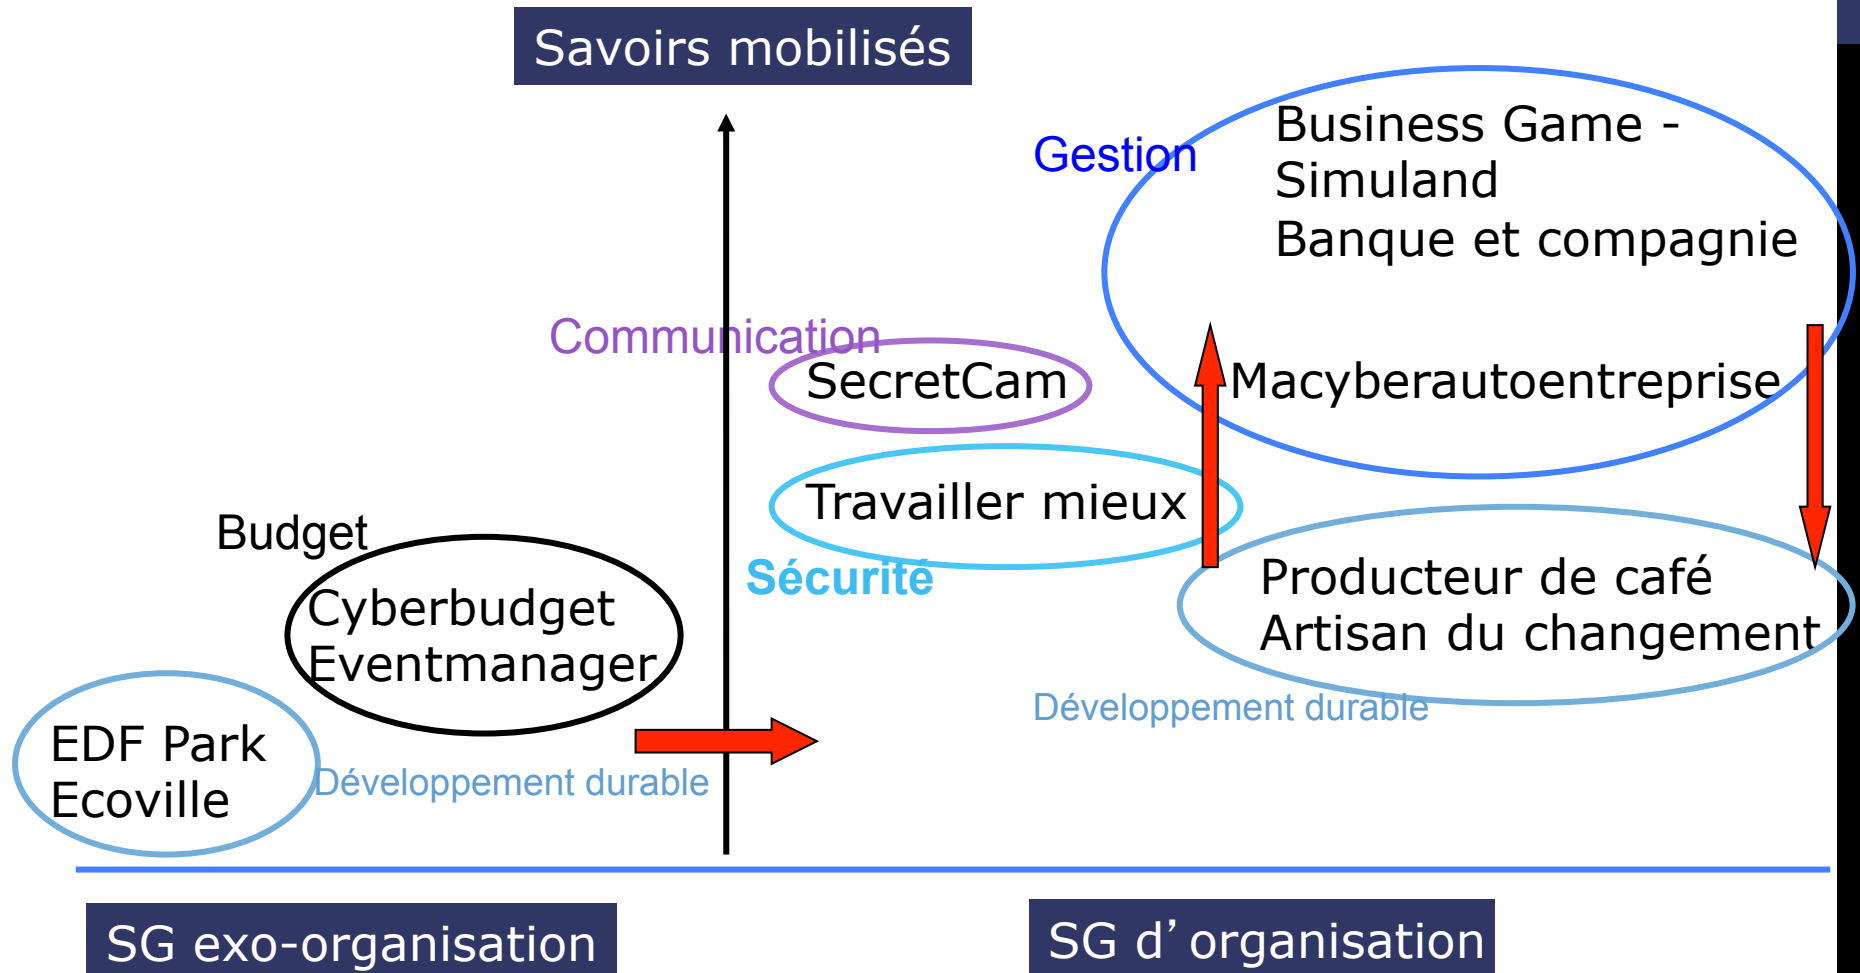 Savoirs mobilisés
Gestion
Business Game -
Simuland
Banque et compagnie
Communication
SecretCam
Macyberautoentreprise
Travailler mieux
Budget
Sécurité
Cyberbudget
Eventmanager
Producteur de café
Artisan du changement
Développement durable
EDF Park
Ecoville
Développement durable
SG exo-organisation
SG d’organisation